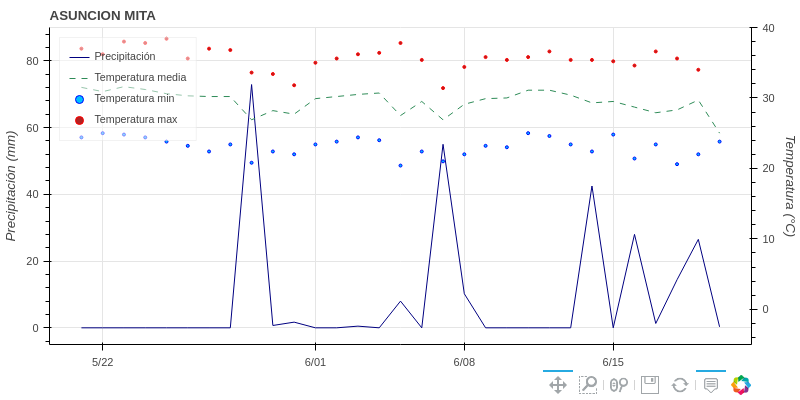 ASUNCION MITA
Precipitación
Temperatura media
Temperatura min
Temperatura max
Precipitación (mm)
80
60
40
20
0
Temperatura (°C)
40
30
20
10
0
5/22
6/01
6/08
6/15